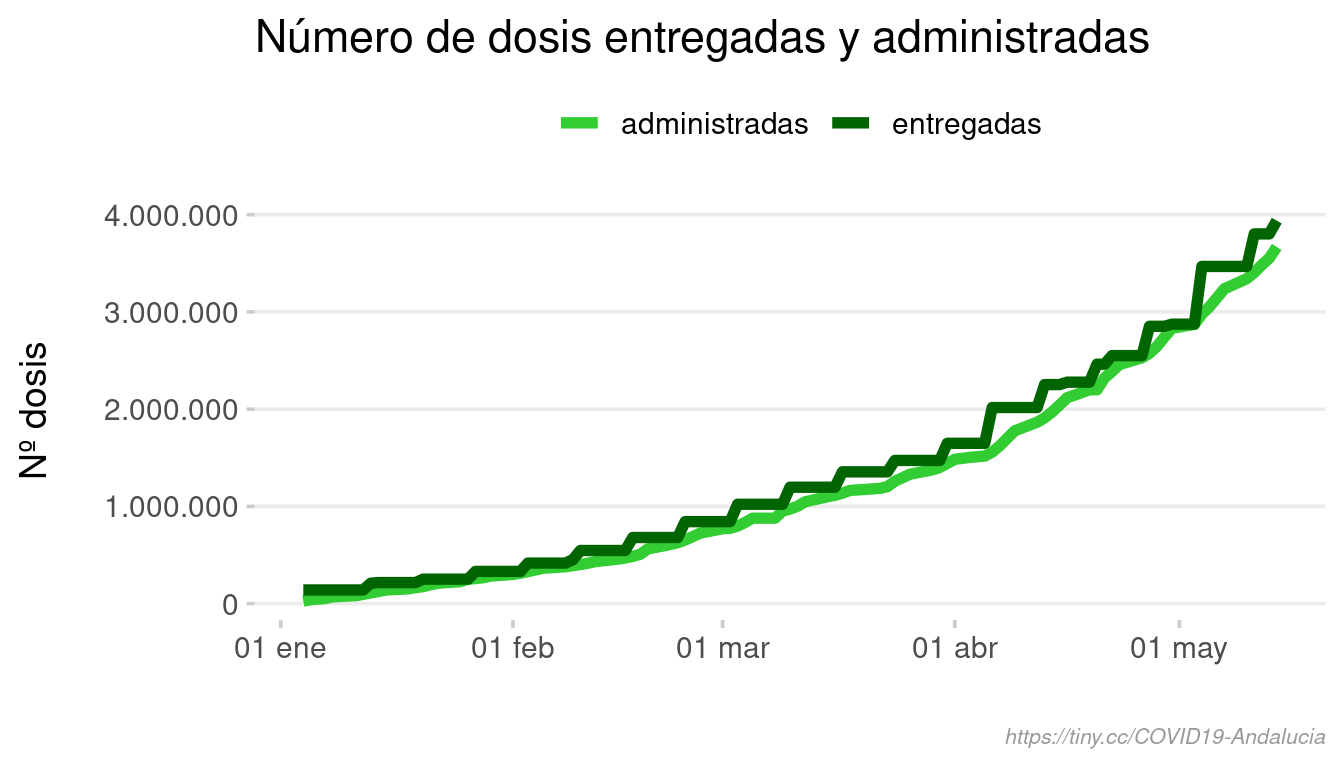 Número de dosis entregadas y administradas
administradas entregadas
4.000.000
3.000.000
2.000.000
1.000.000
0
Nº dosis
01 ene 01 feb 01 mar 01 abr 01 may
https://tiny.cc/COVID19-Andalucia